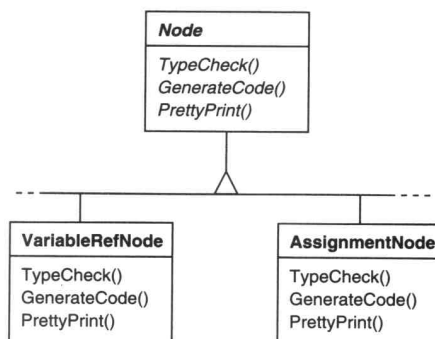 Node
TypeCheck()
GenerateCode()
PrettyPrint()
VariableRefNode
TypeCheck()
GenerateCode()
PrettyPrint()
AssignmentNode
TypeCheck()
GenerateCode()
PrettyPrint()